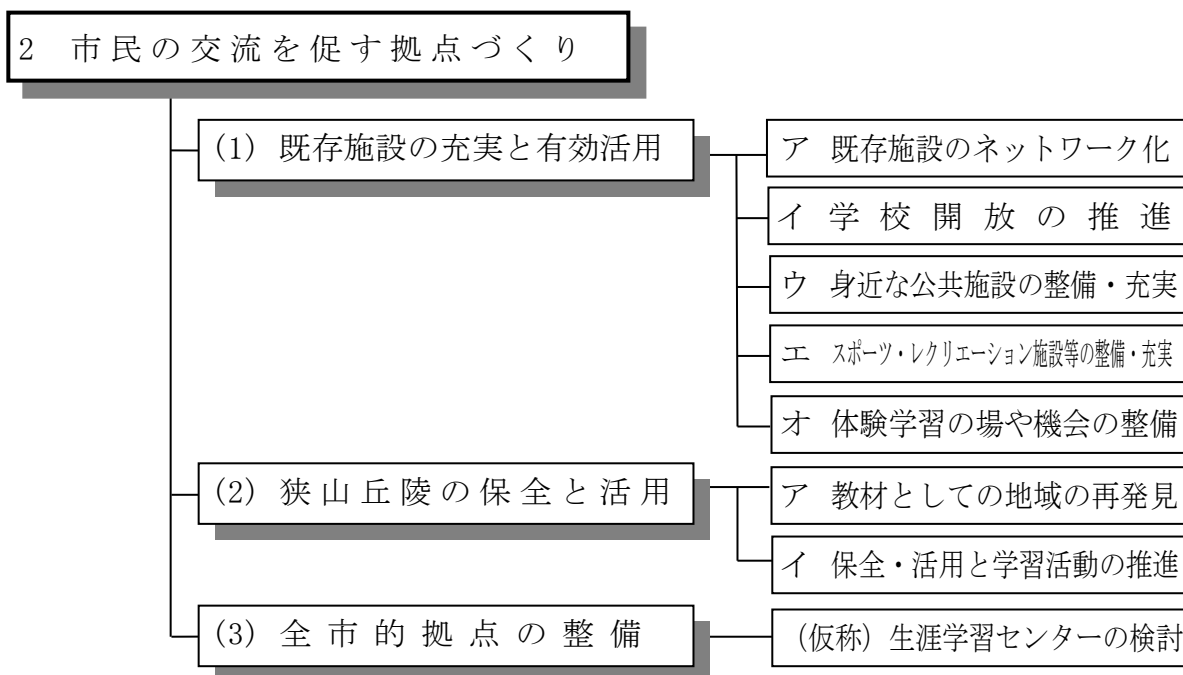 2 市民の交流を促す拠点づくり
(1) 既存施設の充実と有効活用
ア 既存施設のネットワーク化
イ 学校開放の推進
ウ 身近な公共施設の整備・充実
エ スポーツ・レクリエーション施設等の整備・充実
オ 体験学習の場や機会の整備
(2) 狭山丘陵の保全と活用
ア 教材としての地域の再発見
イ 保全・活用と学習活動の推進
(3) 全市的拠点の整備
(仮称) 生涯学習センターの検討